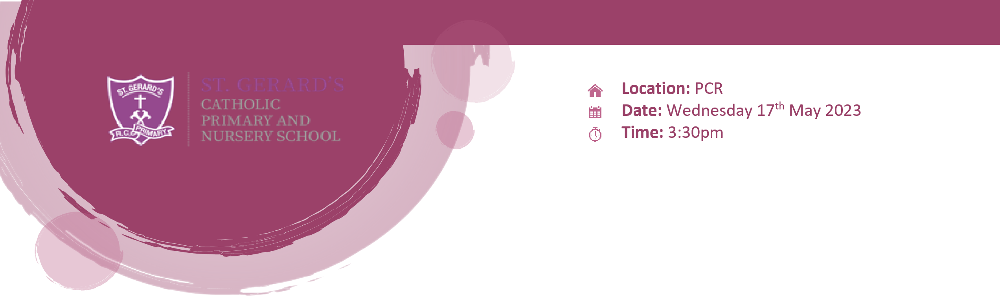 ST. GERARD'S
R.C. PRIMARY
ST. GERARD'S
CATHOLIC
PRIMARY AND
NURSERY SCHOOL
Location: PCR
Date: Wednesday 17th May 2023
Time: 3:30pm